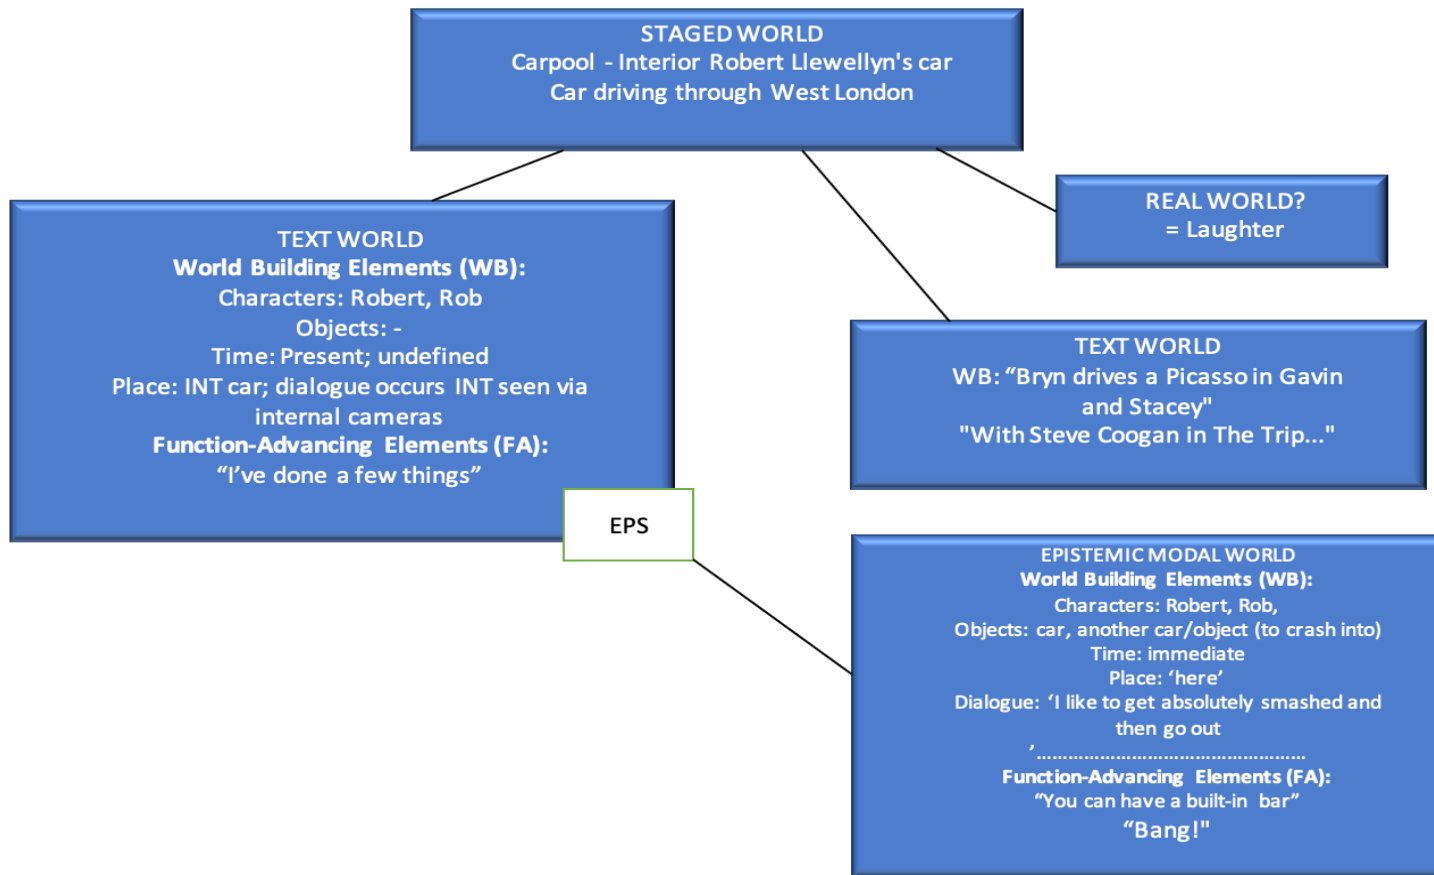 STAGED WORLD
Carpool - Interior Robert Llewellyn's car
Car driving through West London
TEXT WORLD
World Building Elements (WB):
Characters: Robert, Rob
Objects: -
Time: Present; undefined
Place: INT car; dialogue occurs INT seen via
internal cameras
Function-Advancing Elements (FA):
“I’ve done a few things”
EPS
REAL WORLD?
= Laughter
TEXT WORLD
WB: “Bryn drives a Picasso in Gavin
and Stacey"
"With Steve Coogan in The Trip..."
EPISTEMIC MODAL WORLD
World Building Elements (WB):
Characters: Robert, Rob,
Objects: car, another car/object (to crash into)
Time: immediate
Place: ‘here’
Dialogue: ‘I like to get absolutely smashed and
then go out
’................................................
Function-Advancing Elements (FA):
“You can have a built-in bar”
“Bang!"